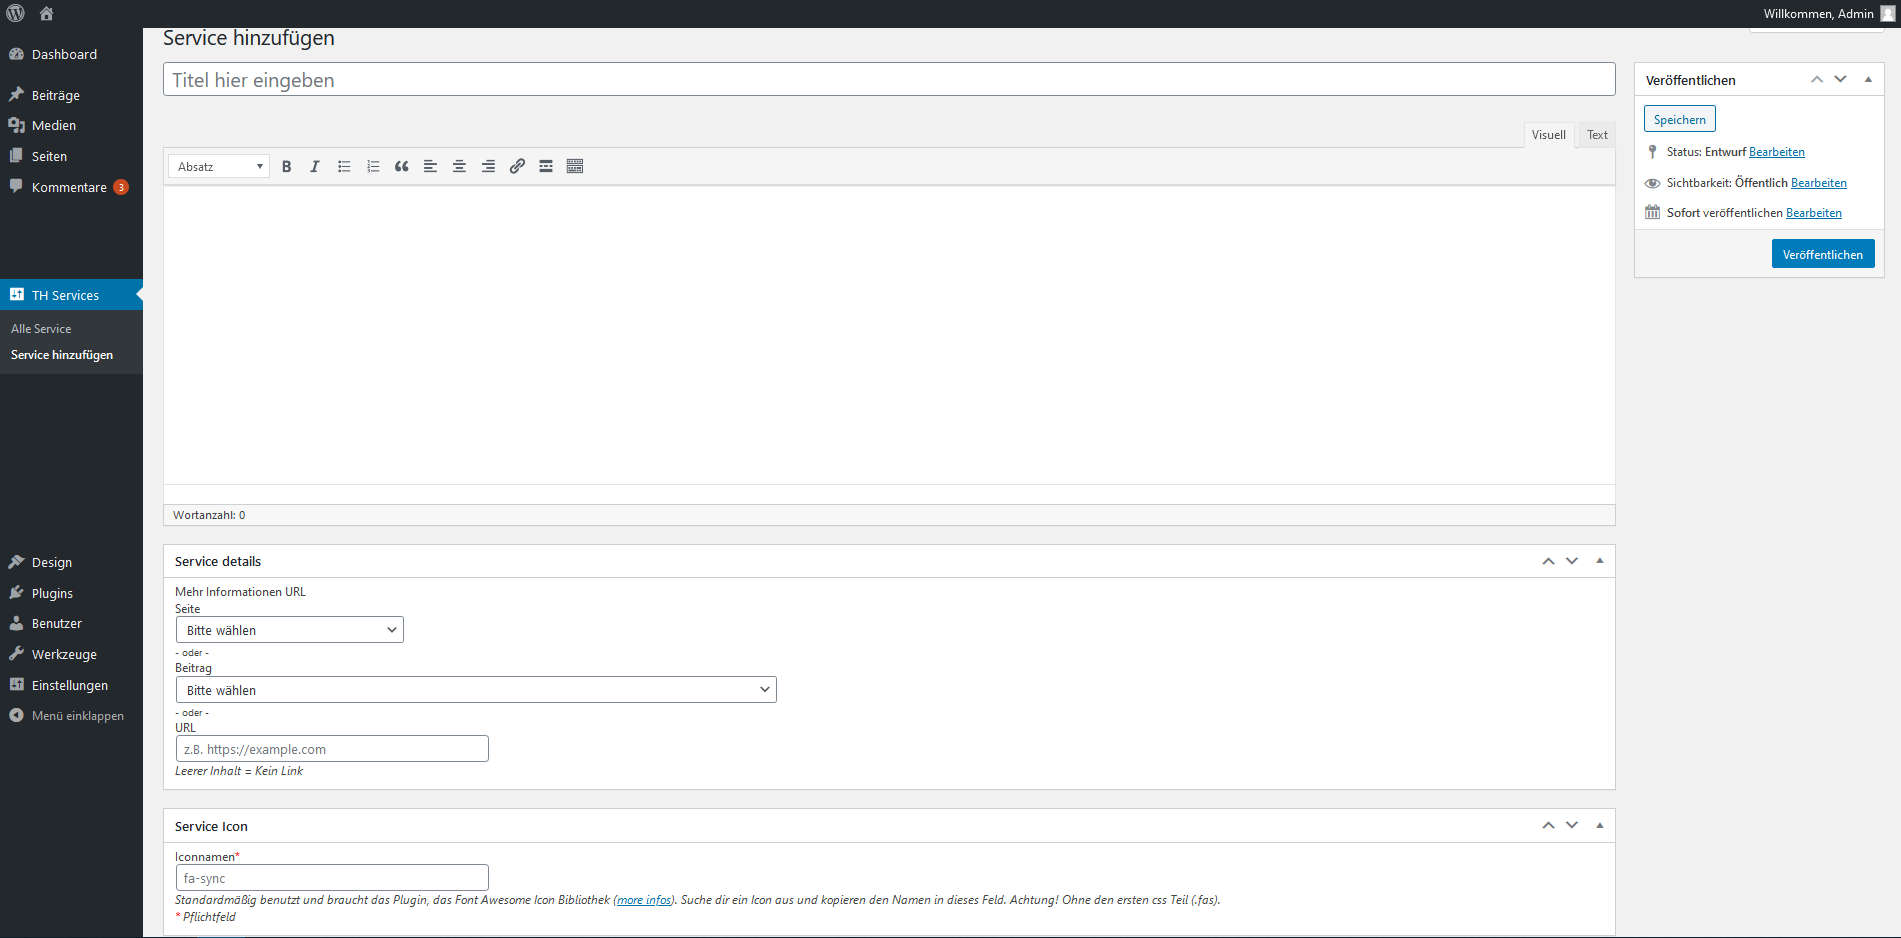 Willkommen, Admin
Dashboard
Beiträge
Medien
Seiten
Kommentare 3
TH Services
Alle Service
Service hinzufügen
Design
Plugins
Benutzer
Werkzeuge
Einstellungen
Menü einklappen
Service hinzufügen
Titel hier eingeben
Visuell Text
Absatz
Wortanzahl: 0
Service details
Mehr Informationen URL
Seite
Bitte wählen
- oder -
Beitrag
Bitte wählen
- oder -
URL
z.B. https://example.com
Leerer Inhalt = Kein Link
Service Icon
Iconnamen*
fa-sync
Standardmäßig benutzt und braucht das Plugin, das Font Awesome Icon Bibliothek (more infos). Suche dir ein Icon aus und kopieren den Namen in dieses Feld. Achtung! Ohne den ersten css Teil (.fas).
* Pflichtfeld
Veröffentlichen
Speichern
Status: Entwurf Bearbeiten
Sichtbarkeit: Öffentlich Bearbeiten
Sofort veröffentlichen Bearbeiten
Veröffentlichen